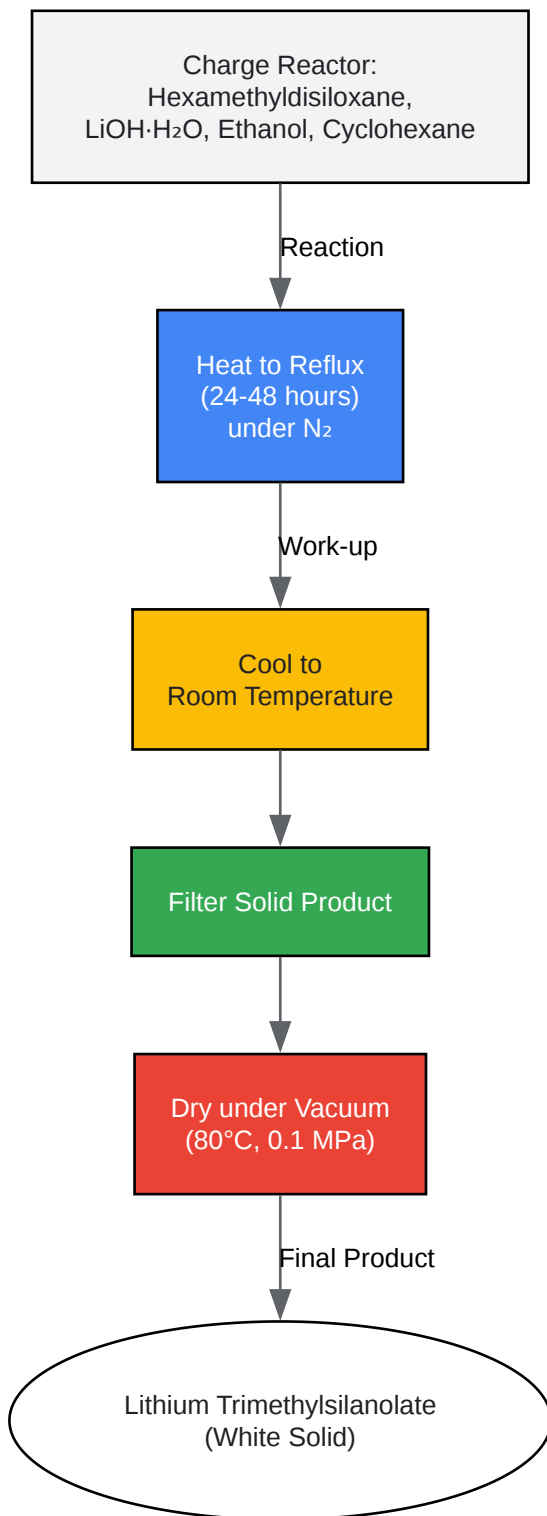 Charge Reactor:
Hexamethyldisiloxane,
LiOH·H₂O, Ethanol, Cyclohexane
Reaction
Heat to Reflux
(24-48 hours)
under N₂
Work-up
Cool to
Room Temperature
Filter Solid Product
Dry under Vacuum
(80°C, 0.1 MPa)
Final Product
Lithium Trimethylsilanolate
(White Solid)